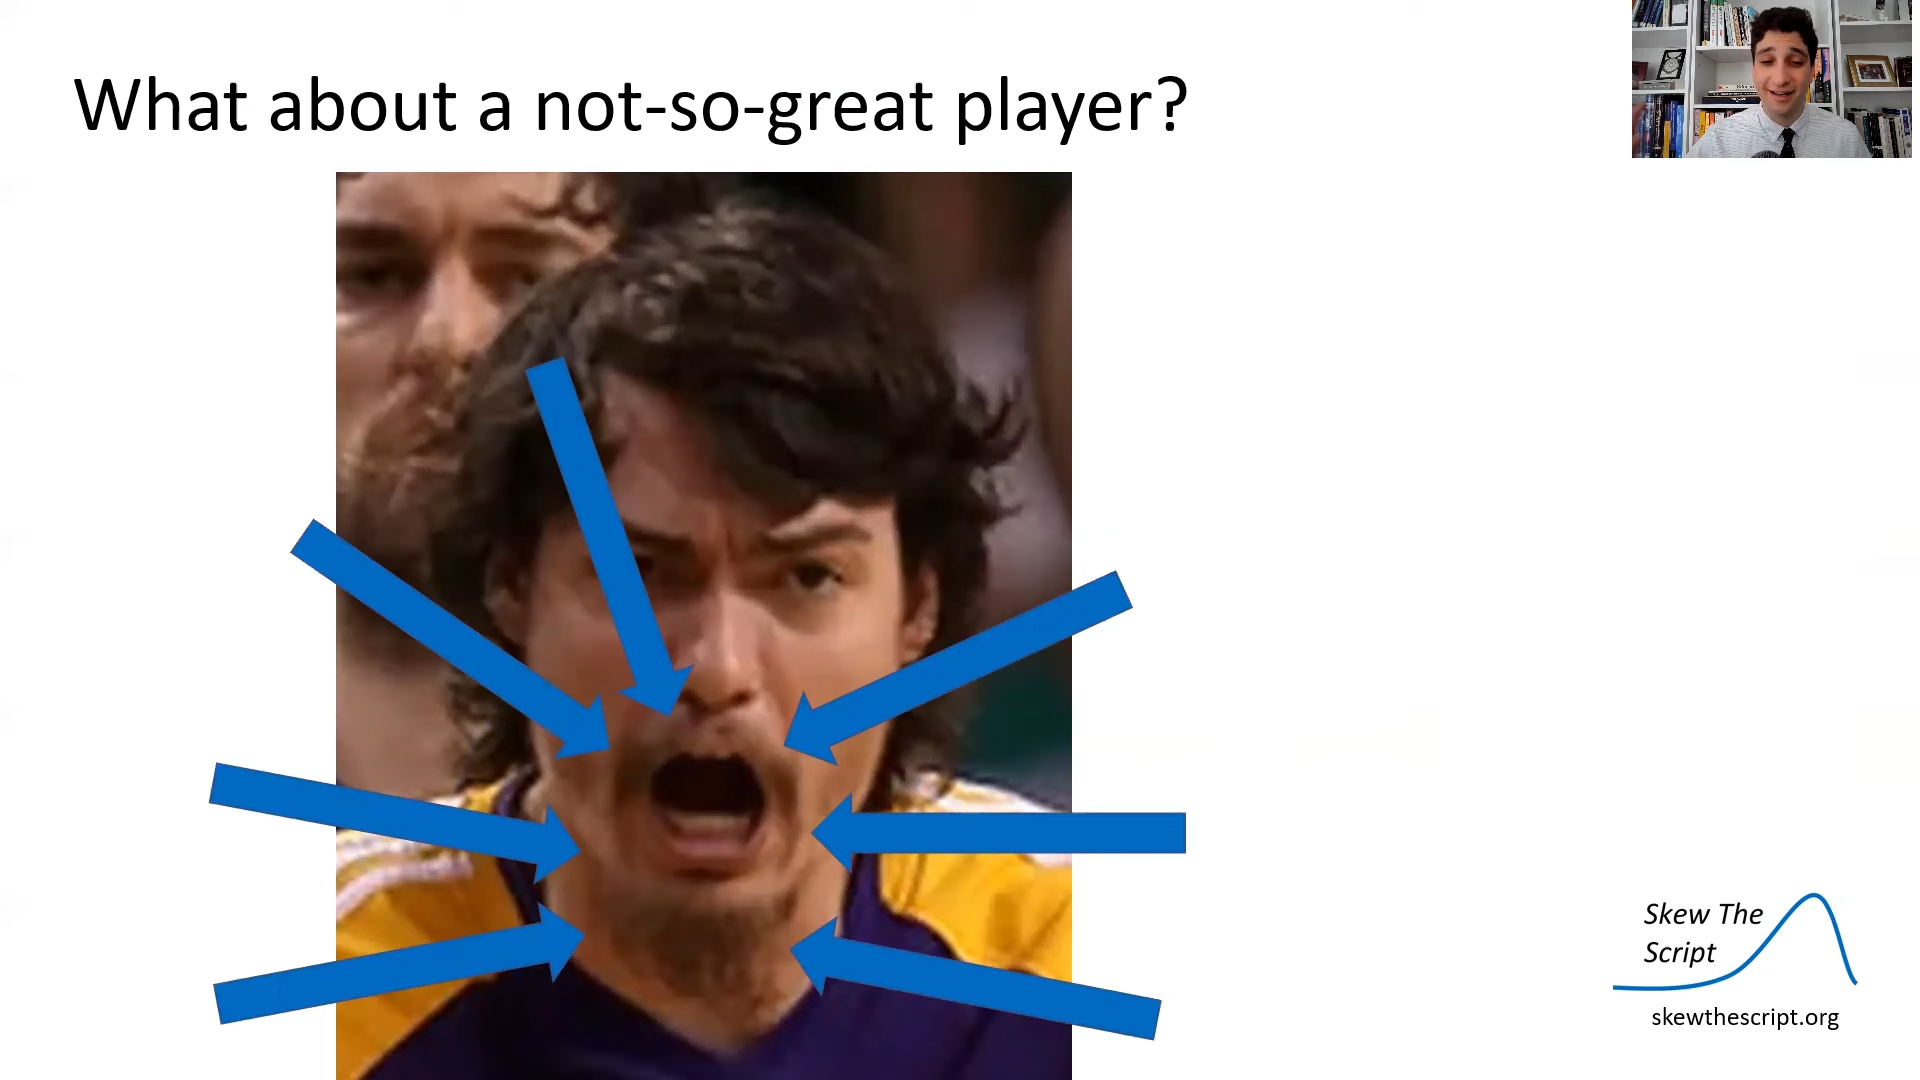 What about a not-so-great player?
Skew The
Script
skewthescript.org